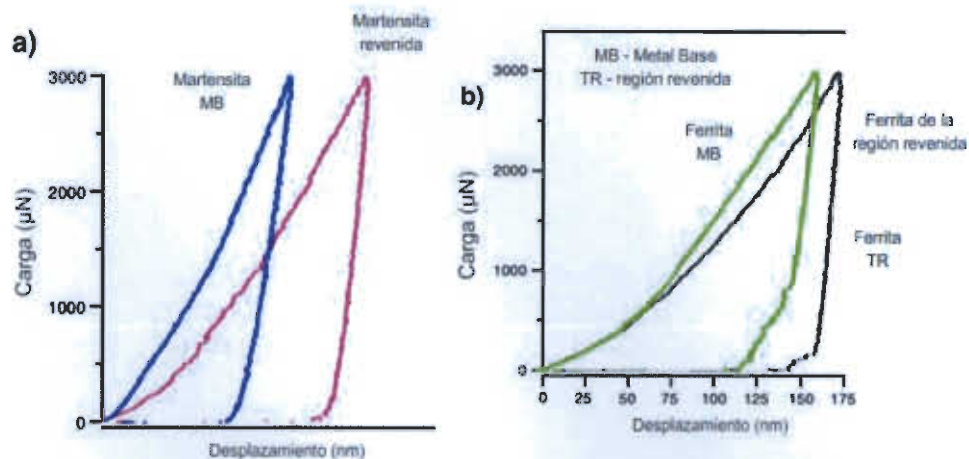 a)
Martensita
revenida
Martensita
MB
3000
2000
1000
0
Carga (µN)
Desplazamiento (nm)
b)
MB - Metal Base
TR - región revenida
Ferrita
MB
Ferrita de la
región revenida
Ferrita
TR
3000
2000
1000
0
Carga (µN)
0 25 50 75 100 125 150 175
Desplazamiento (nm)